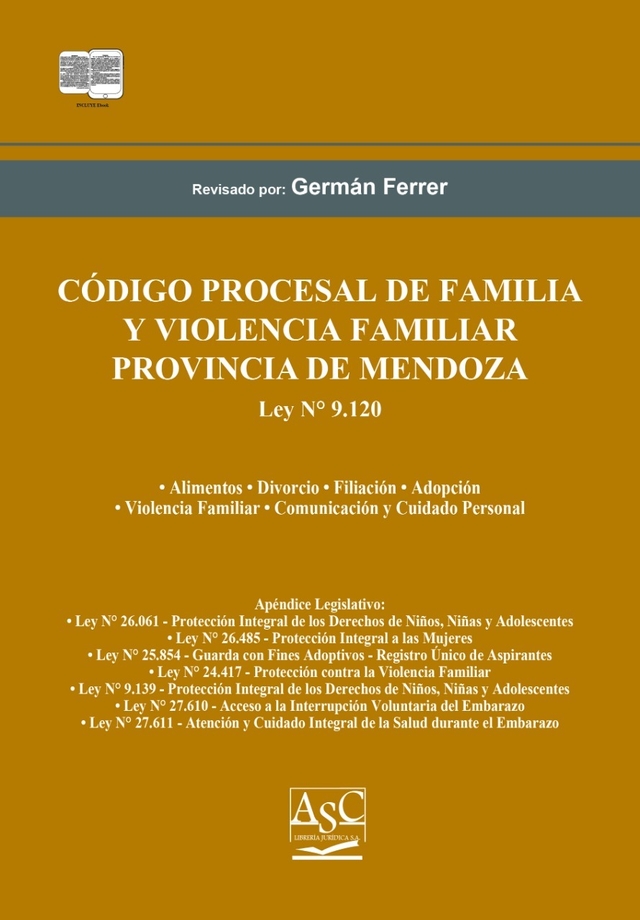 INCLUYE Ebook
Revisado por: Germán Ferrer
CÓDIGO PROCESAL DE FAMILIA
Y VIOLENCIA FAMILIAR
PROVINCIA DE MENDOZA
Ley N° 9.120
• Alimentos • Divorcio • Filiación • Adopción
• Violencia Familiar • Comunicación y Cuidado Personal
Apéndice Legislativo:
• Ley N° 26.061 - Protección Integral de los Derechos de Niños, Niñas y Adolescentes
• Ley N° 26.485 - Protección Integral a las Mujeres
• Ley N° 25.854 - Guarda con Fines Adoptivos - Registro Único de Aspirantes
• Ley N° 24.417 - Protección contra la Violencia Familiar
• Ley N° 9.139 - Protección Integral de los Derechos de Niños, Niñas y Adolescentes
• Ley N° 27.610 - Acceso a la Interrupción Voluntaria del Embarazo
• Ley N° 27.611 - Atención y Cuidado Integral de la Salud durante el Embarazo
ASC
LIBRERÍA JURÍDICA S.A.